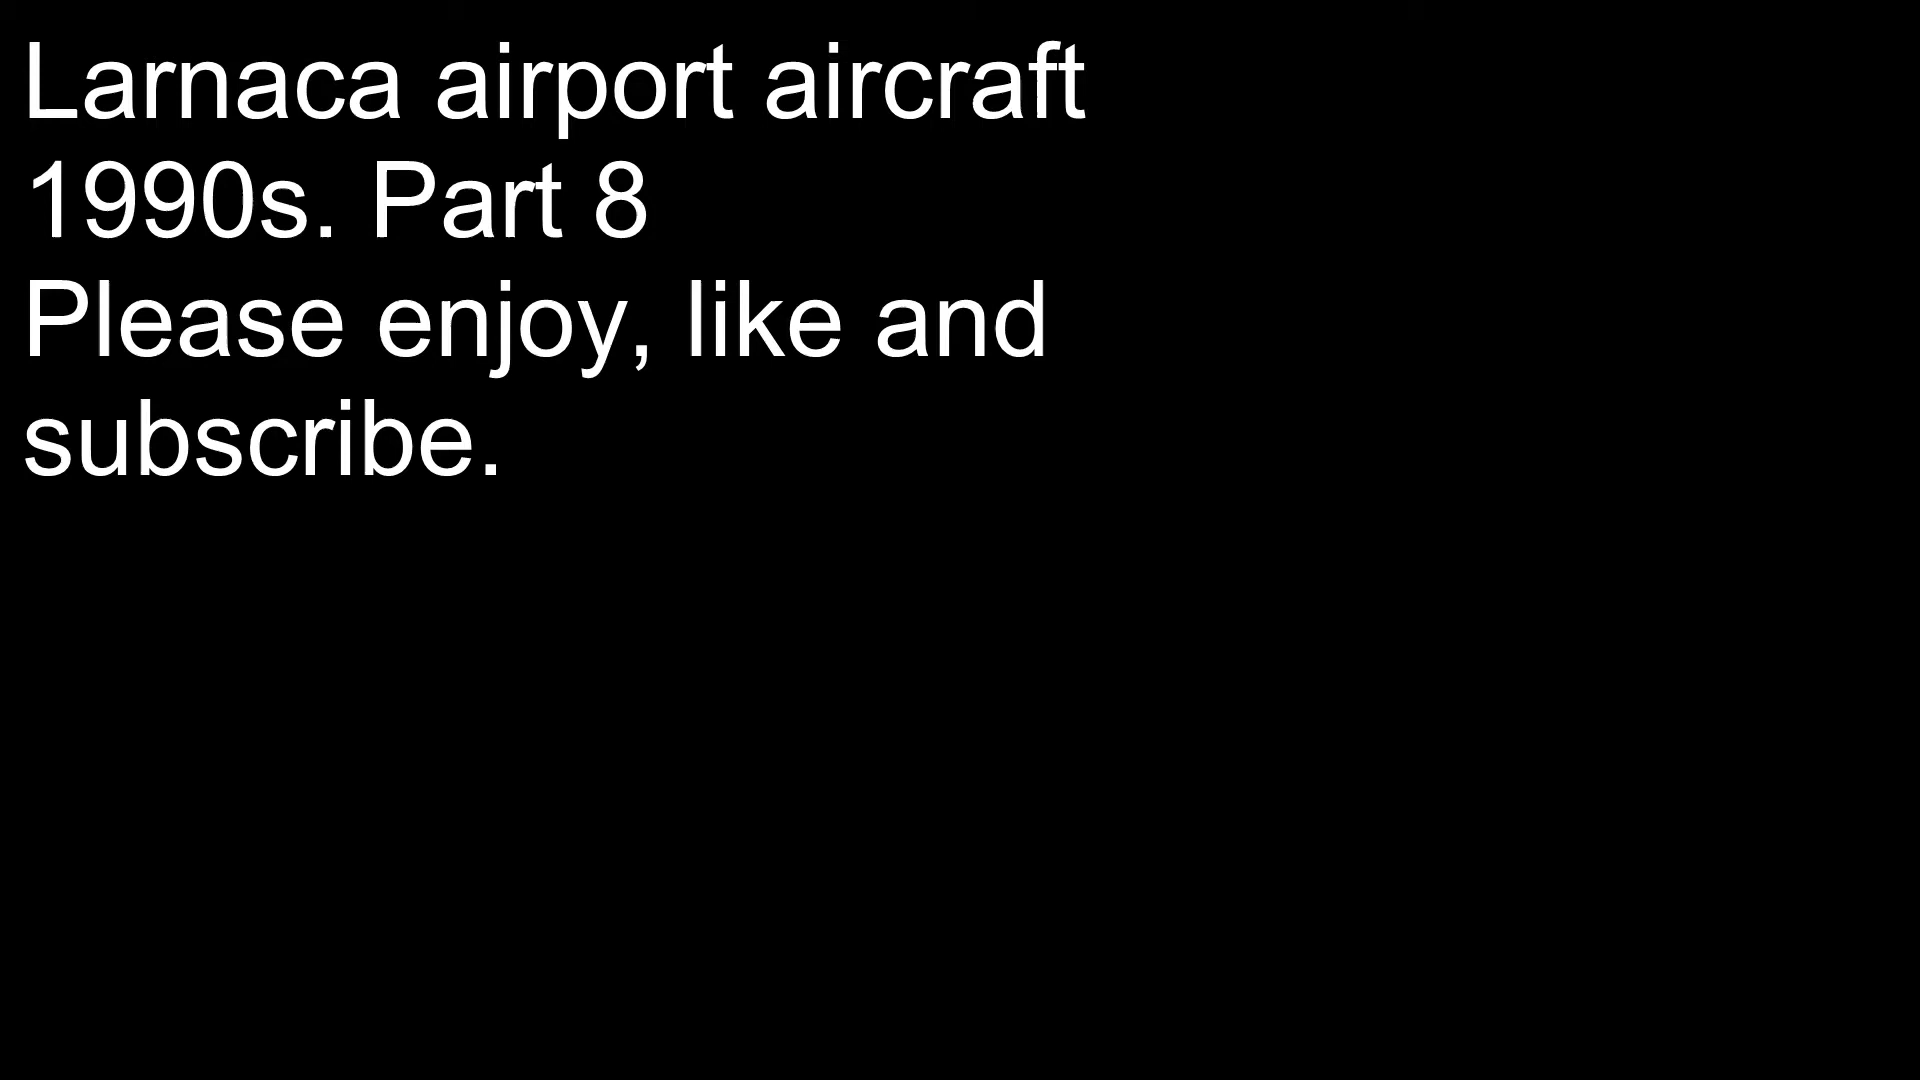 Larnaca airport aircraft
1990s. Part 8
Please enjoy, like and
subscribe.